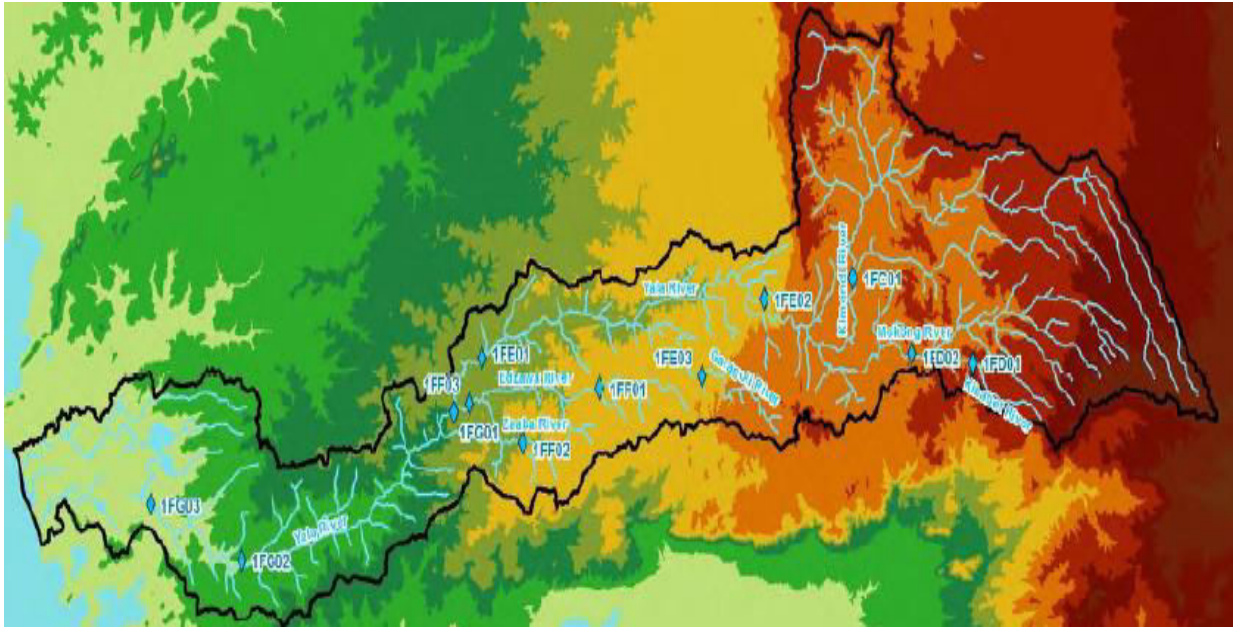 Kimondi River
1FC01
Yala River
1FE02
Mokong River
1FE01
1FE03
1FD02
1FD01
1FF03
Edzawa River
1FF01
1FG01
Zaaba River
1FF02
1FG03
Yala River
1FG02